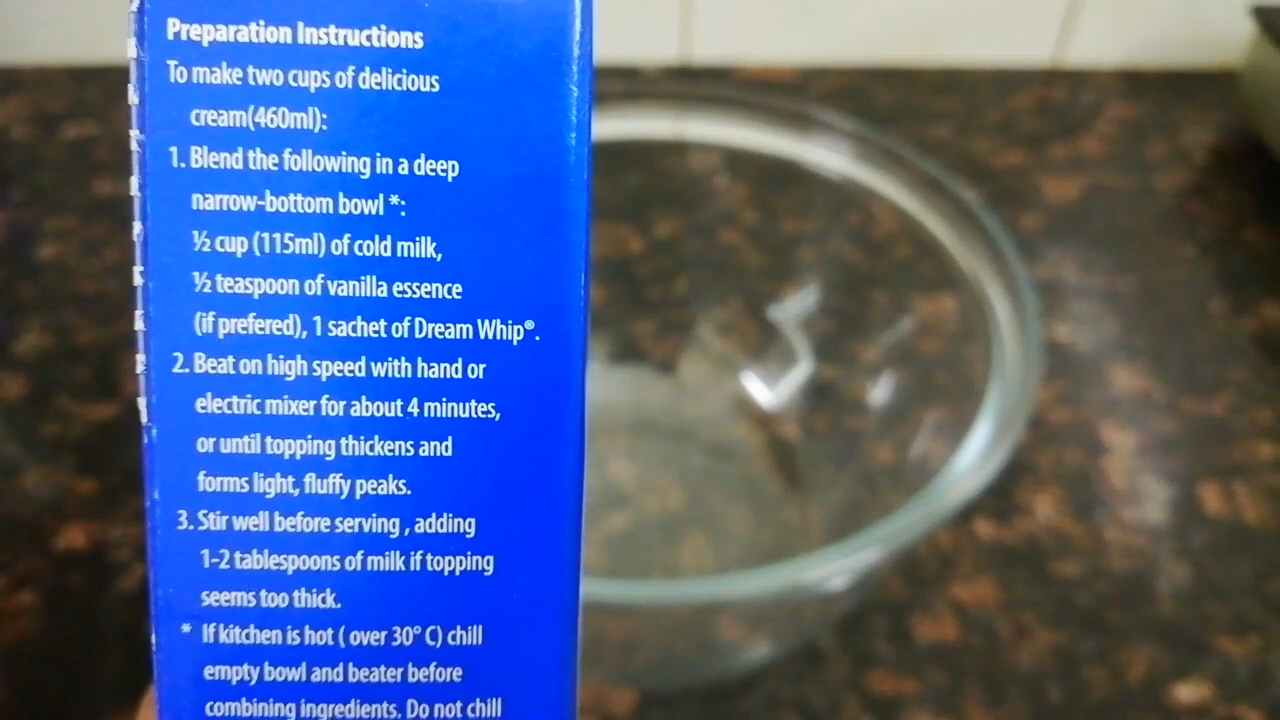 Preparation Instructions
To make two cups of delicious
cream(460ml):
1. Blend the following in a deep
narrow-bottom bowl *:
½ cup (115ml) of cold milk,
½ teaspoon of vanilla essence
(if prefered), 1 sachet of Dream Whip®.
2. Beat on high speed with hand or
electric mixer for about 4 minutes,
or until topping thickens and
forms light, fluffy peaks.
3. Stir well before serving , adding
1-2 tablespoons of milk if topping
seems too thick.
* If kitchen is hot ( over 30° C) chill
empty bowl and beater before
combining ingredients. Do not chill